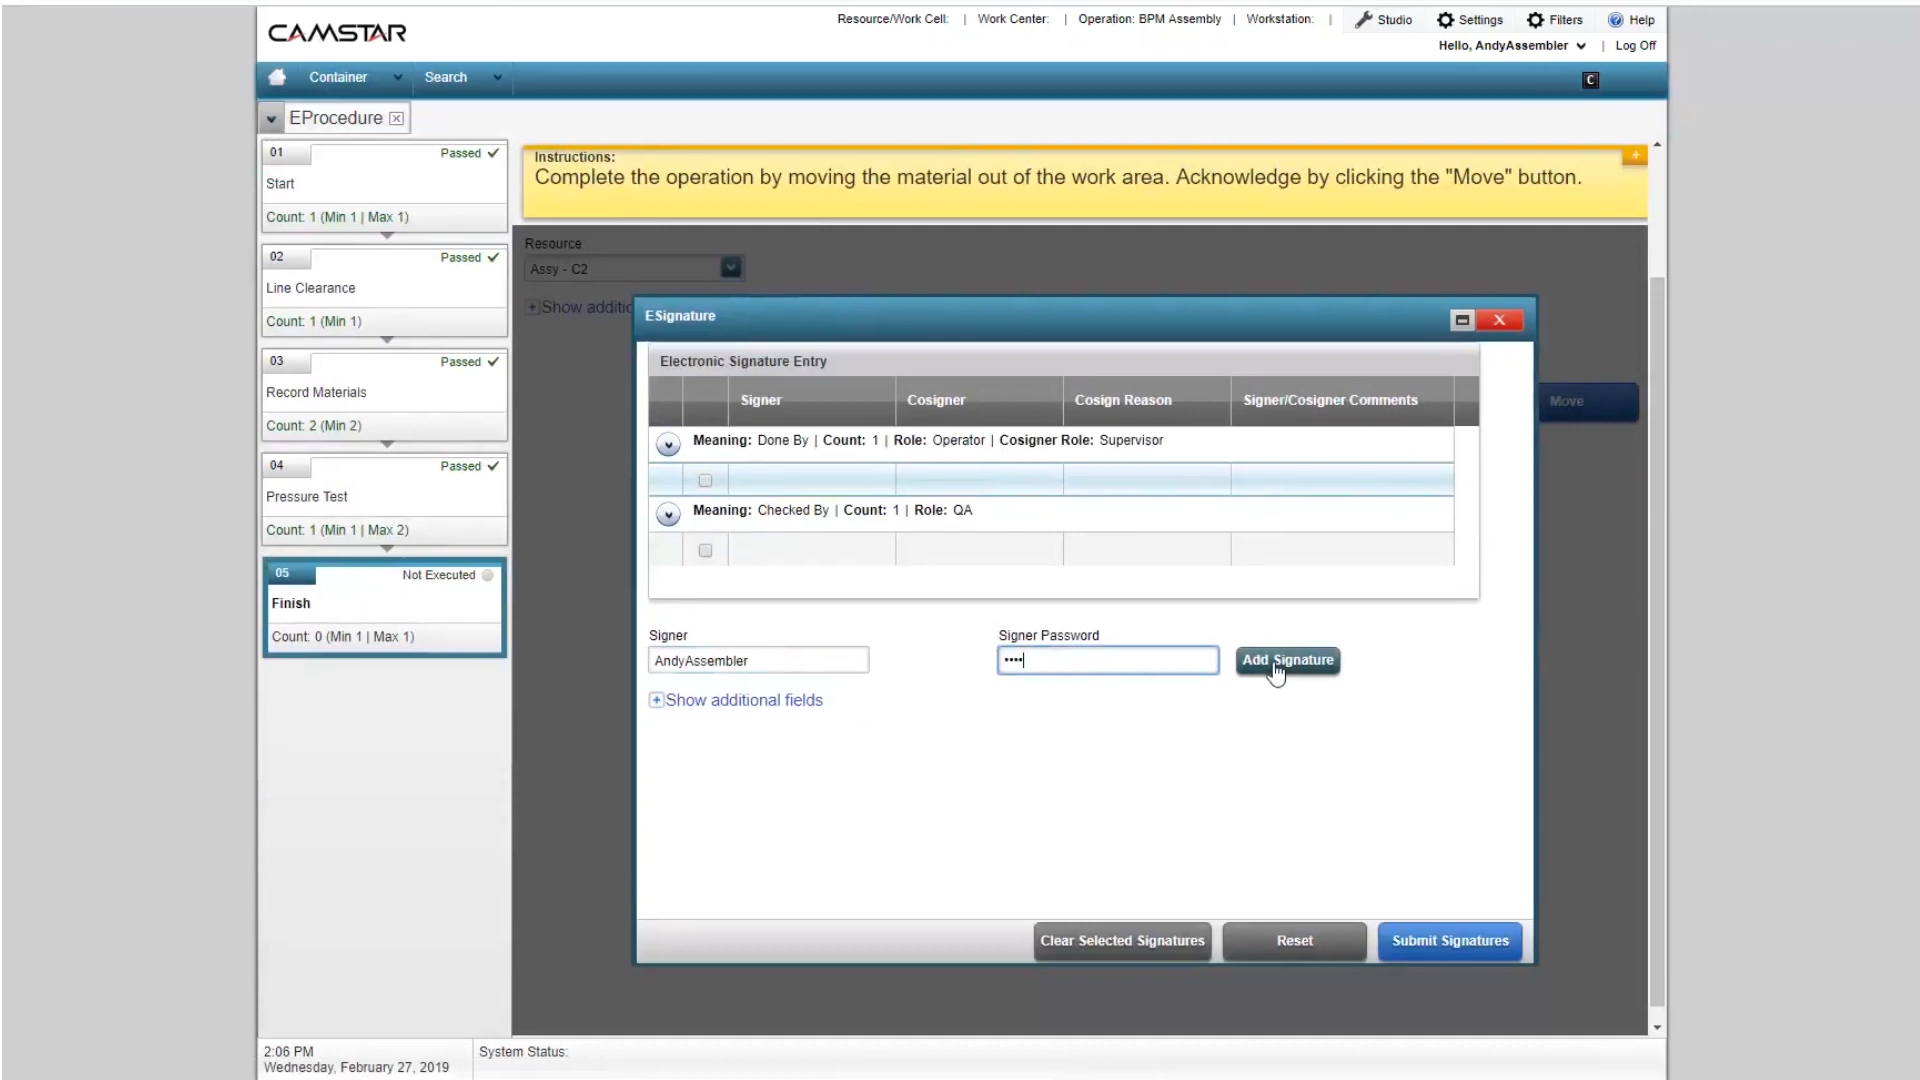 CAMSTAR
Resource/Work Cell: | Work Center: | Operation: BPM Assembly | Workstation: | Studio Settings Filters Help
Hello, AndyAssembler | Log Off
Container Search C
EProcedure
01 Passed
Start
Count: 1 (Min 1 | Max 1)
02 Passed
Line Clearance
Count: 1 (Min 1)
03 Passed
Record Materials
Count: 2 (Min 2)
04 Passed
Pressure Test
Count: 1 (Min 1 | Max 2)
05 Not Executed
Finish
Count: 0 (Min 1 | Max 1)
Instructions:
Complete the operation by moving the material out of the work area. Acknowledge by clicking the "Move" button.
Resource
Assy - C2
Show additio
Move
ESignature
Electronic Signature Entry
Signer Cosigner Cosign Reason Signer/Cosigner Comments
Meaning: Done By | Count: 1 | Role: Operator | Cosigner Role: Supervisor
Meaning: Checked By | Count: 1 | Role: QA
Signer Signer Password
AndyAssembler •••• Add Signature
Show additional fields
Clear Selected Signatures Reset Submit Signatures
2:06 PM System Status:
Wednesday, February 27, 2019